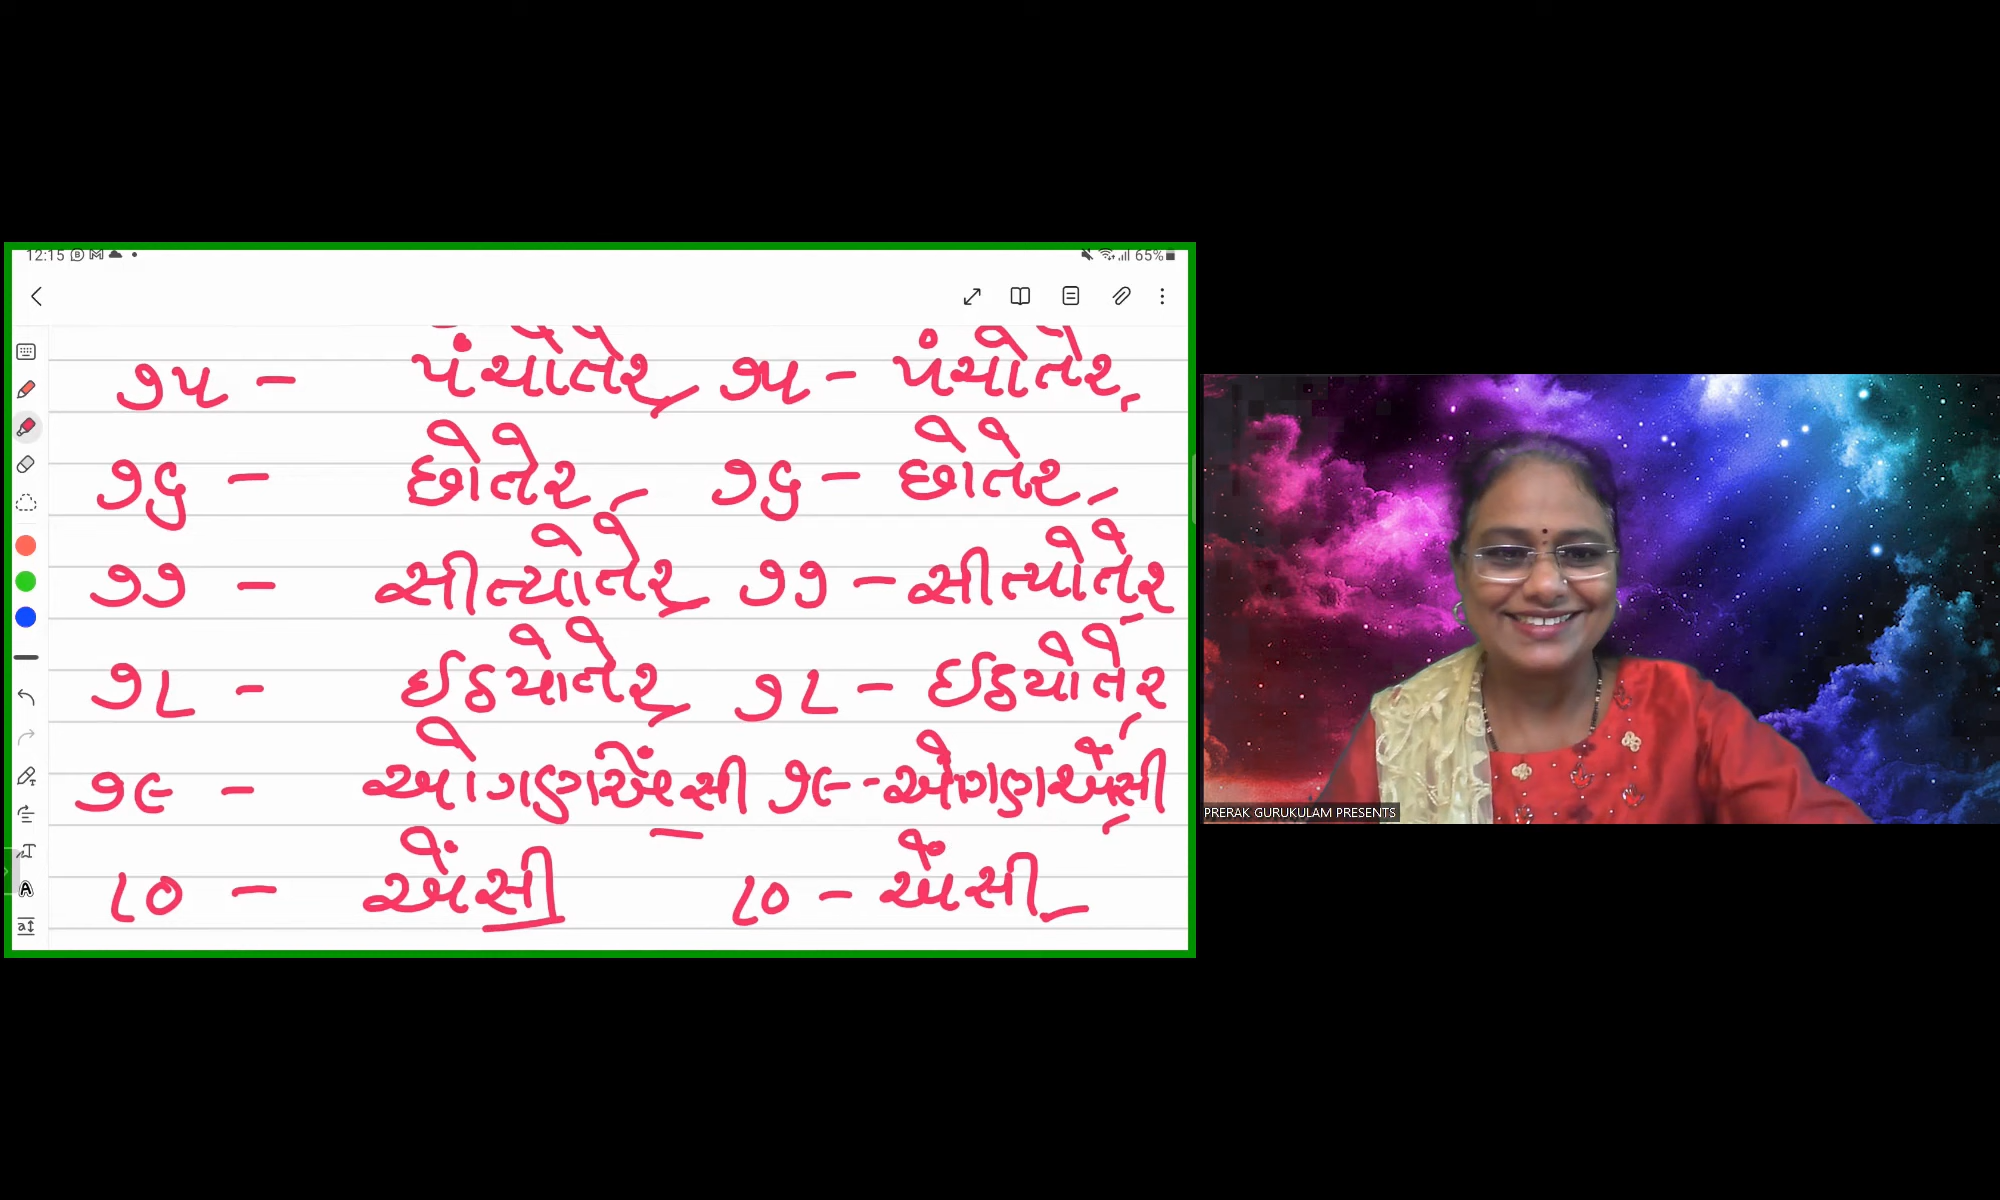 12:15 65%
૭૫ - પંચોતેર ૭૫ - પંચોતેર
૭૬ - છોતેર ૭૬ - છોતેર
૭૭ - સીત્યોતેર ૭૭ - સીત્યોતેર
૭૮ - ઈઠયોતેર ૭૮ - ઈઠયોતેર
૭૯ - ઓગણએંસી ૭૯ - ઓગણએંસી
૮૦ - એંસી ૮૦ - એંસી
PRERAK GURUKULAM PRESENTS